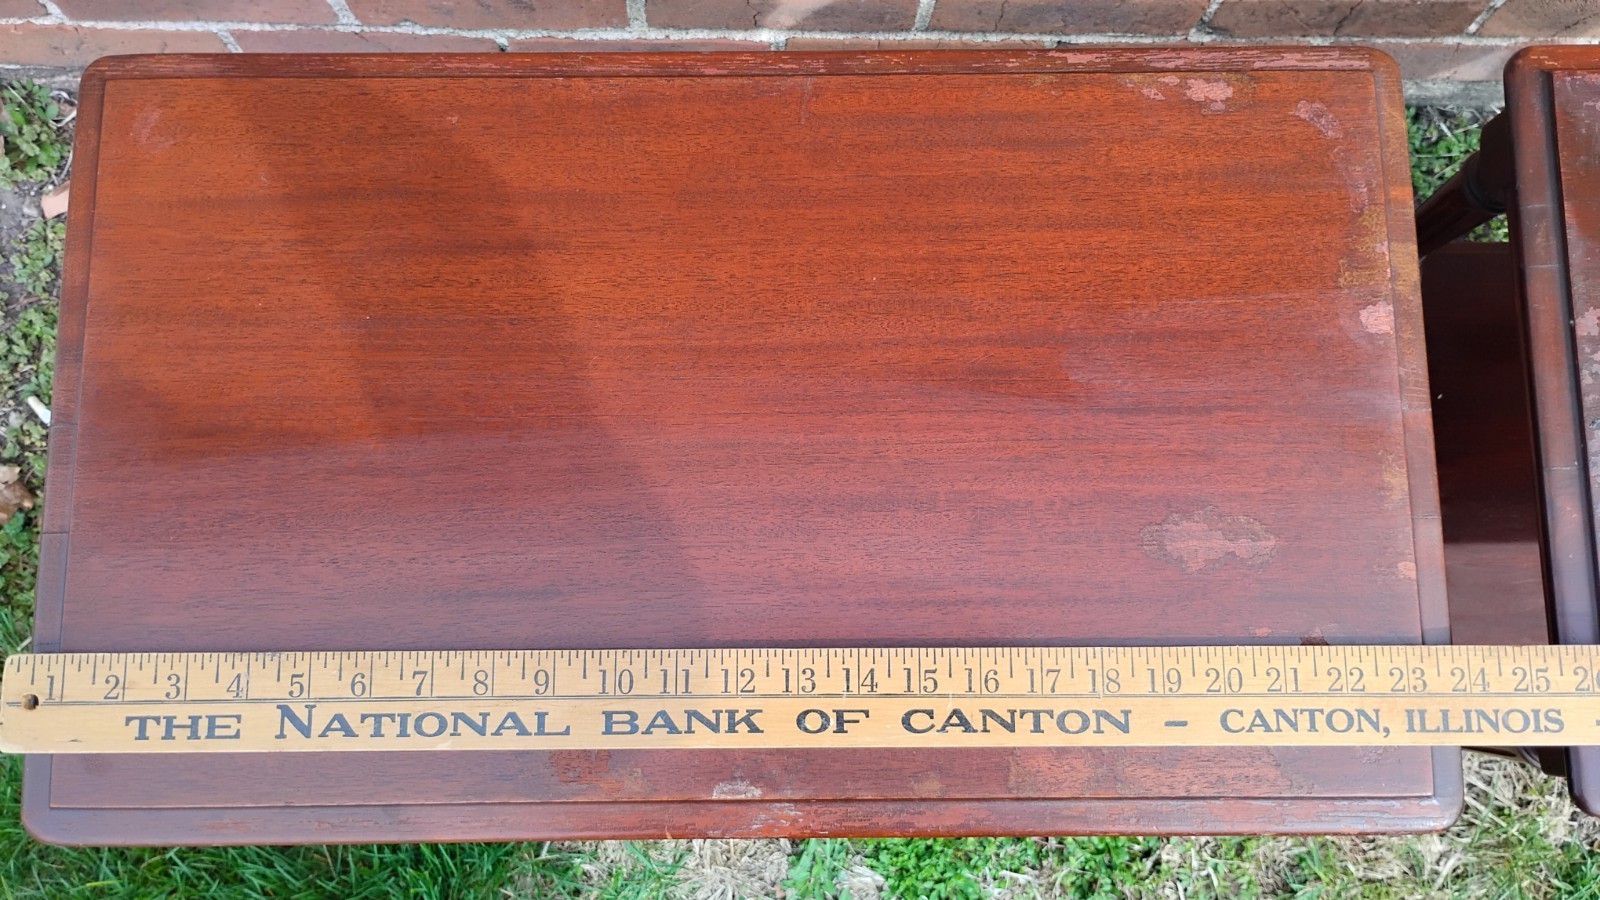 1 2 3 4 5 6 7 8 9 10 11 12 13 14 15 16 17 18 19 20 21 22 23 24 25
THE NATIONAL BANK OF CANTON - CANTON, ILLINOIS -